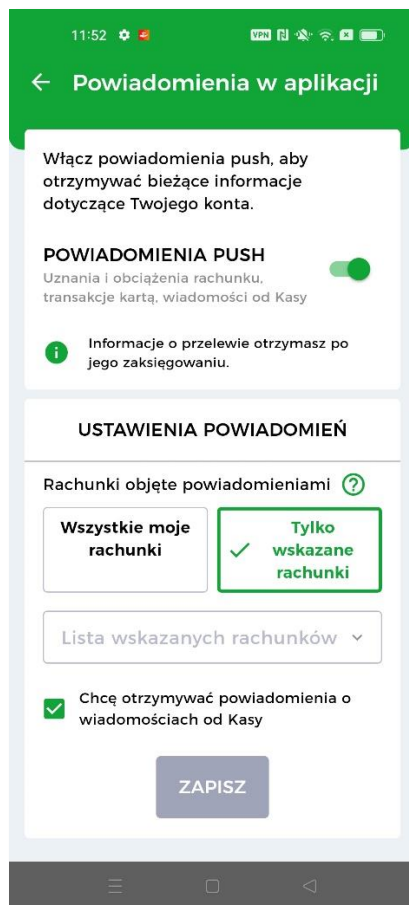 11:52
VPN
Powiadomienia w aplikacji
Włącz powiadomienia push, aby
otrzymywać bieżące informacje
dotyczące Twojego konta.
POWIADOMIENIA PUSH
Uznania i obciążenia rachunku,
transakcje kartą, wiadomości od Kasy
Informacje o przelewie otrzymasz po
jego zaksięgowaniu.
USTAWIENIA POWIADOMIEŃ
Rachunki objęte powiadomieniami
Wszystkie moje
rachunki
Tylko
wskazane
rachunki
Lista wskazanych rachunków
Chcę otrzymywać powiadomienia o
wiadomościach od Kasy
ZAPISZ